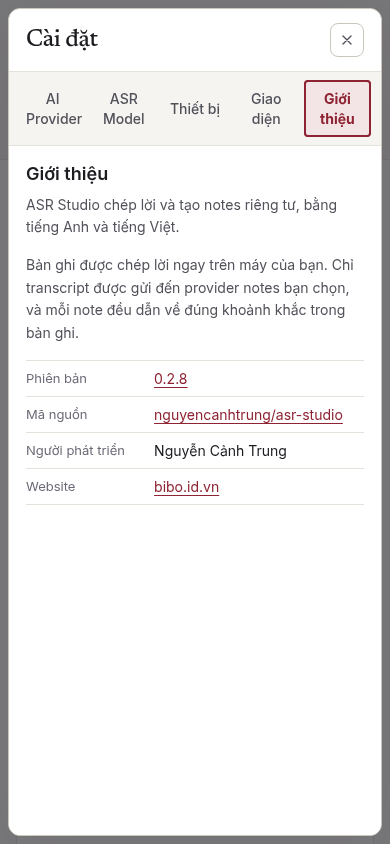 Cài đặt
AI
Provider
ASR
Model
Thiết bị
Giao
diện
Giới
thiệu
Giới thiệu
ASR Studio chép lời và tạo notes riêng tư, bằng
tiếng Anh và tiếng Việt.
Bản ghi được chép lời ngay trên máy của bạn. Chỉ
transcript được gửi đến provider notes bạn chọn,
và mỗi note đều dẫn về đúng khoảnh khắc trong
bản ghi.
Phiên bản 0.2.8
Mã nguồn nguyencanhtrung/asr-studio
Người phát triển Nguyễn Cảnh Trung
Website bibo.id.vn